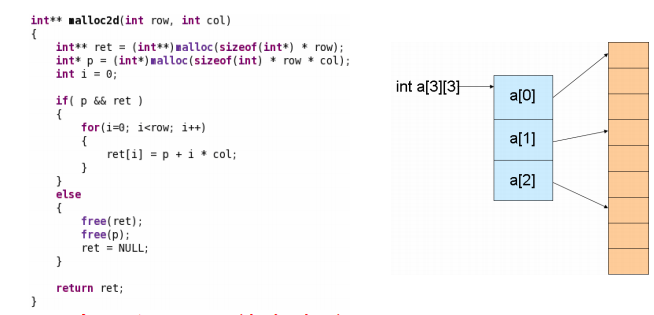 int** malloc2d(int row, int col)
{
    int** ret = (int**)malloc(sizeof(int*) * row);
    int* p = (int*)malloc(sizeof(int) * row * col);
    int i = 0;

    if( p && ret )
    {
        for(i=0; i<row; i++)
        {
            ret[i] = p + i * col;
        }
    }
    else
    {
        free(ret);
        free(p);
        ret = NULL;
    }

    return ret;
}
int a[3][3]
a[0]
a[1]
a[2]